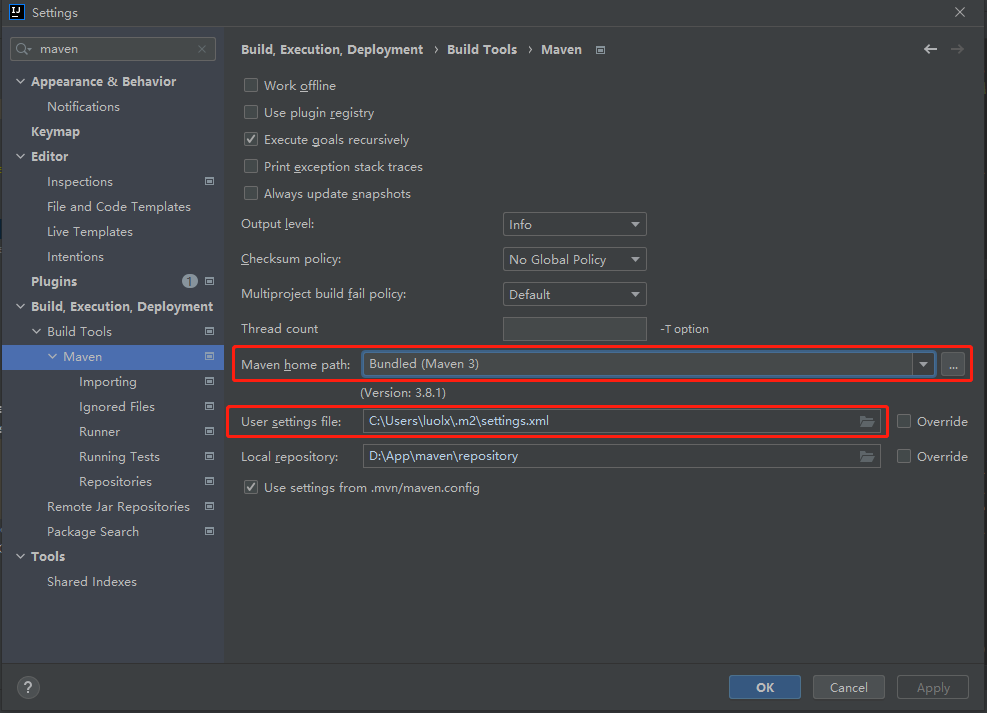 IJ
Settings
maven
Build, Execution, Deployment › Build Tools › Maven
Appearance & Behavior
Notifications
Keymap
Editor
Inspections
File and Code Templates
Live Templates
Intentions
Plugins 1
Build, Execution, Deployment
Build Tools
Maven
Importing
Ignored Files
Runner
Running Tests
Repositories
Remote Jar Repositories
Package Search
Tools
Shared Indexes
Work offline
Use plugin registry
Execute goals recursively
Print exception stack traces
Always update snapshots
Output level: Info
Checksum policy: No Global Policy
Multiproject build fail policy: Default
Thread count -T option
Maven home path: Bundled (Maven 3) ...
(Version: 3.8.1)
User settings file: C:\Users\luolx\.m2\settings.xml Override
Local repository: D:\App\maven\repository Override
Use settings from .mvn/maven.config
? OK Cancel Apply